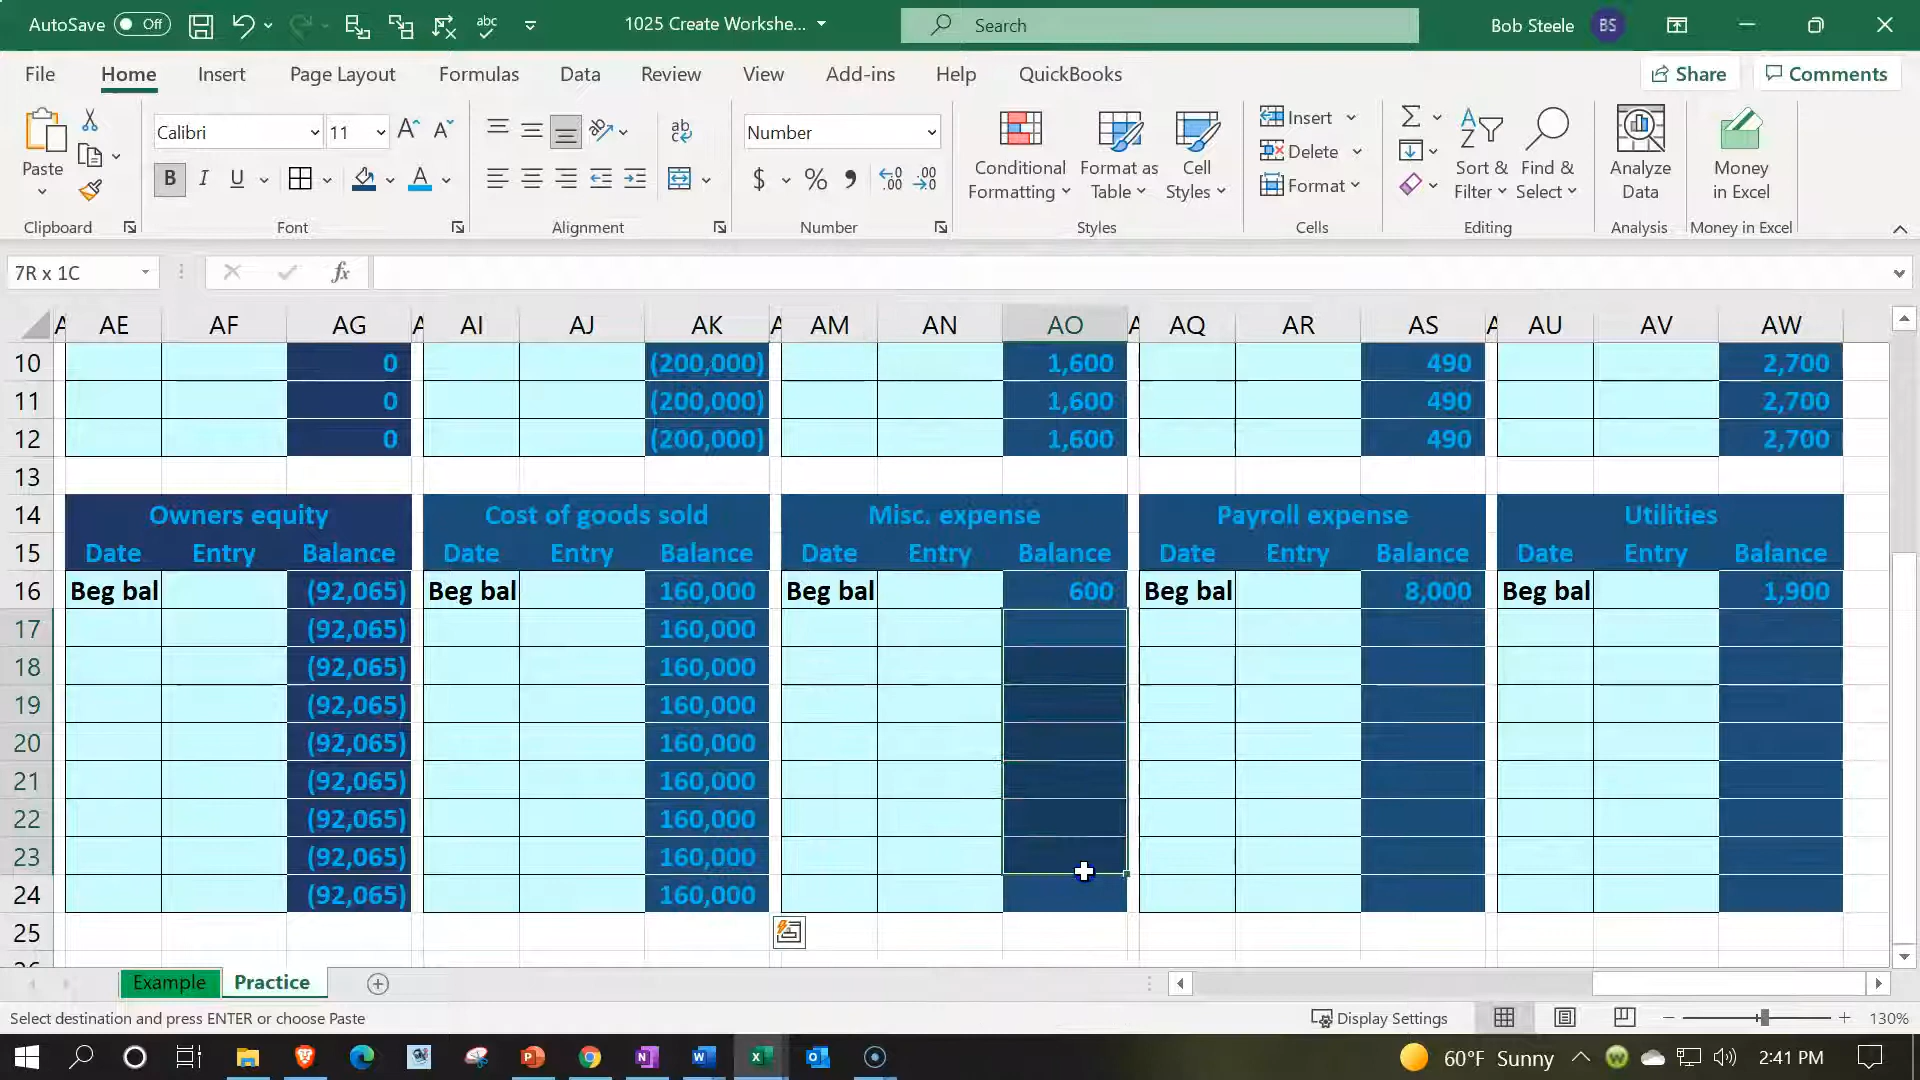 AutoSave Off abc 1025 Create Workshe... Search Bob Steele BS
File Home Insert Page Layout Formulas Data Review View Add-ins Help QuickBooks Share Comments
Paste Calibri 11 A A ab Number Conditional Formatting Format as Table Cell Styles Insert Delete Format Sort & Filter Find & Select Analyze Data Money in Excel
B I U A $ % 9 .00 .00
Clipboard Font Alignment Number Styles Cells Editing Analysis Money in Excel
7R x 1C fx
A AE AF AG A AI AJ AK A AM AN AO A AQ AR AS A AU AV AW
10 0 (200,000) 1,600 490 2,700
11 0 (200,000) 1,600 490 2,700
12 0 (200,000) 1,600 490 2,700
13
14 Owners equity Cost of goods sold Misc. expense Payroll expense Utilities
15 Date Entry Balance Date Entry Balance Date Entry Balance Date Entry Balance Date Entry Balance
16 Beg bal (92,065) Beg bal 160,000 Beg bal 600 Beg bal 8,000 Beg bal 1,900
17 (92,065) 160,000
18 (92,065) 160,000
19 (92,065) 160,000
20 (92,065) 160,000
21 (92,065) 160,000
22 (92,065) 160,000
23 (92,065) 160,000
24 (92,065) 160,000
25
Example Practice
Select destination and press ENTER or choose Paste Display Settings 130%
60°F Sunny 2:41 PM